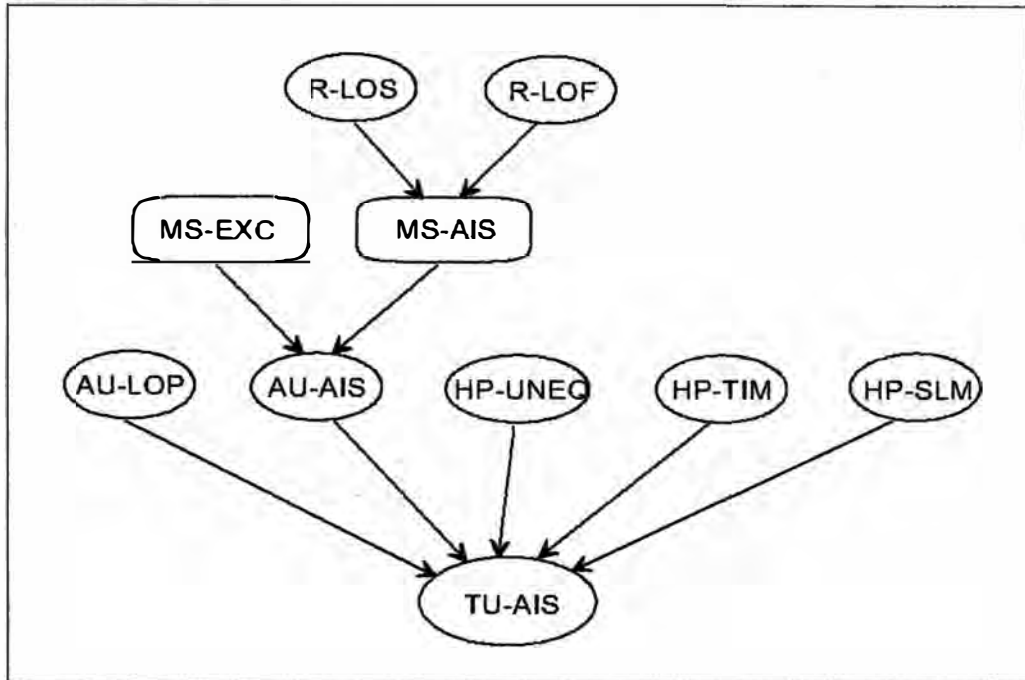 R-LOS R-LOF
MS-EXC MS-AIS
AU-LOP AU-AIS HP-UNEQ HP-TIM HP-SLM
TU-AIS